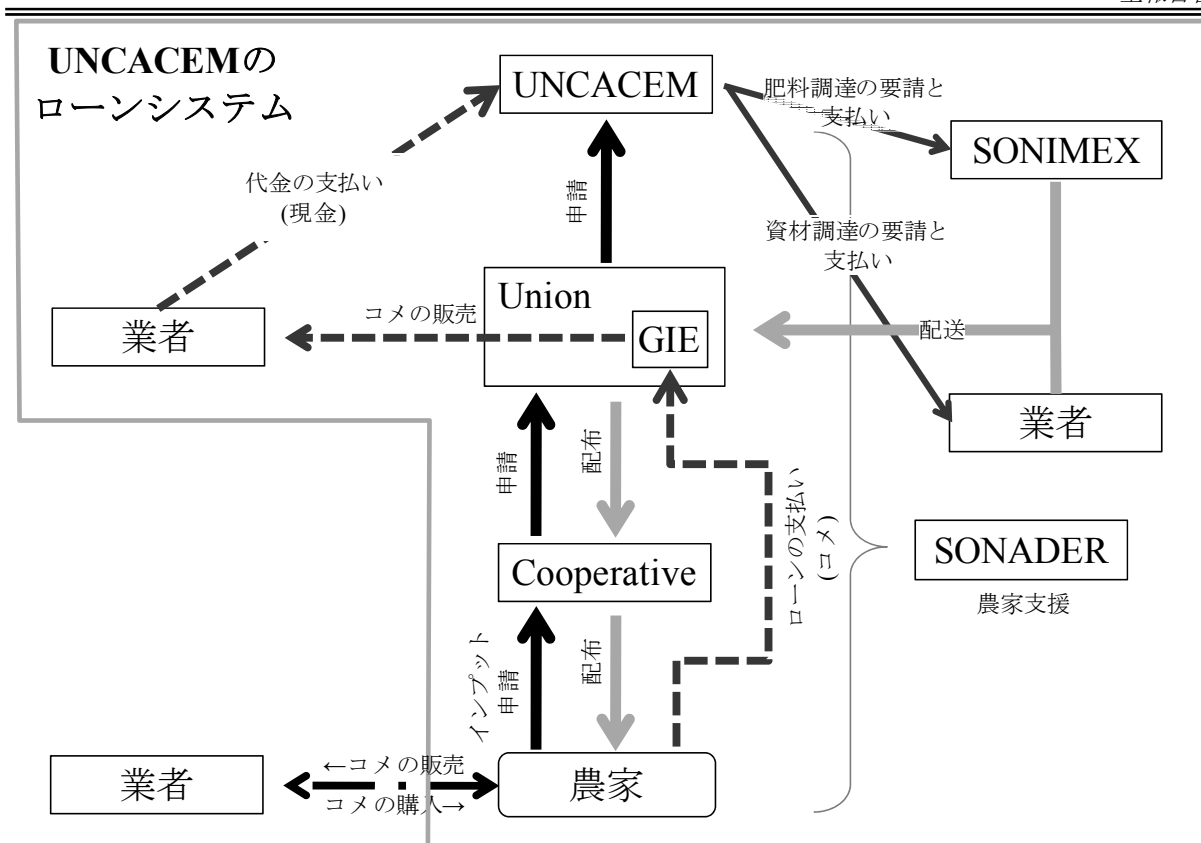 UNCACEMの
ローンシステム
UNCACEM
肥料調達の要請と
支払い
SONIMEX
代金の支払い
(現金)
申請
資材調達の要請と
支払い
Union
GIE
コメの販売
業者
配送
業者
申請
配布
ローンの支払い
(コメ)
Cooperative
SONADER
農家支援
インプット
申請
配布
業者
←コメの販売
コメの購入→
農家